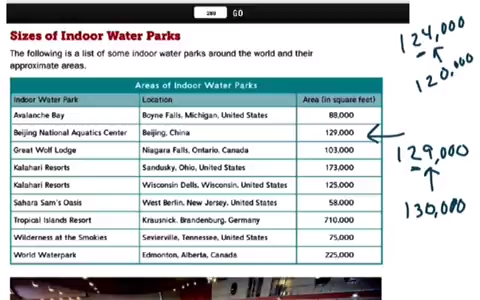 280 GO
Sizes of Indoor Water Parks
The following is a list of some indoor water parks around the world and their
approximate areas.
Areas of Indoor Water Parks
Indoor Water Park Location Area (in square feet)
Avalanche Bay Boyne Falls, Michigan, United States 88,000
Beijing National Aquatics Center Beijing, China 129,000
Great Wolf Lodge Niagara Falls, Ontario, Canada 103,000
Kalahari Resorts Sandusky, Ohio, United States 173,000
Kalahari Resorts Wisconsin Dells, Wisconsin, United States 125,000
Sahara Sam's Oasis West Berlin, New Jersey, United States 58,000
Tropical Islands Resort Krausnick, Brandenburg, Germany 710,000
Wilderness at the Smokies Sevierville, Tennessee, United States 75,000
World Waterpark Edmonton, Alberta, Canada 225,000
124,000
120,000
129,000
130,000